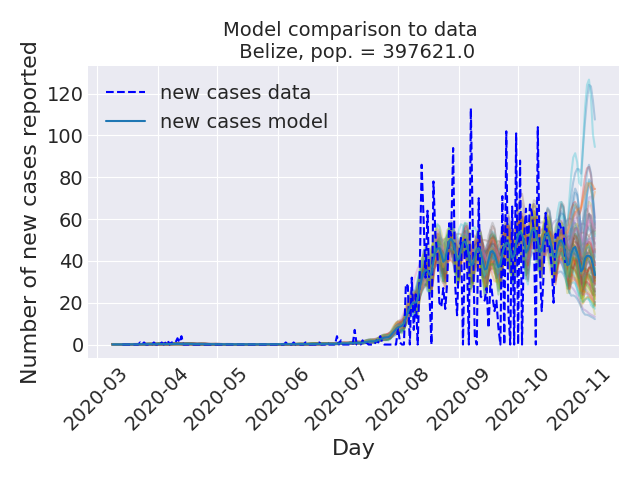 Model comparison to data
Belize, pop. = 397621.0
Number of new cases reported
120
100
80
60
40
20
0
new cases data
new cases model
2020-03
2020-04
2020-05
2020-06
2020-07
2020-08
2020-09
2020-10
2020-11
Day